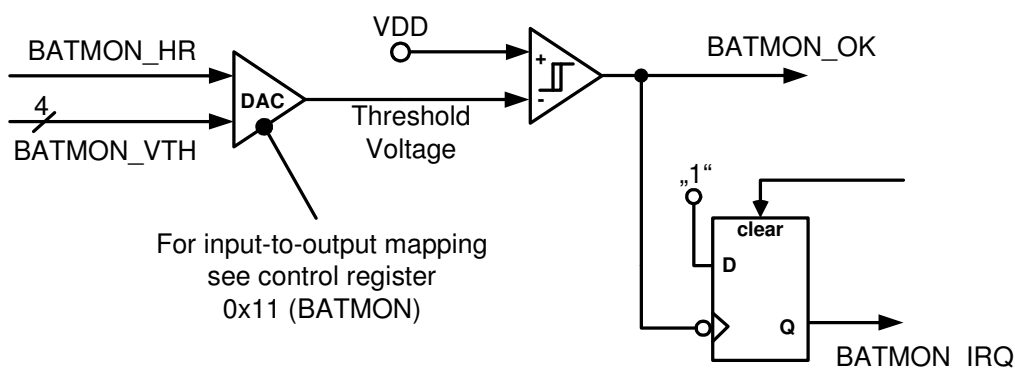 VDD
BATMON_HR
BATMON_OK
+
DAC
-
4
Threshold
Voltage
BATMON_VTH
„1“
clear
For input-to-output mapping
see control register
0x11 (BATMON)
D
Q
BATMON_IRQ